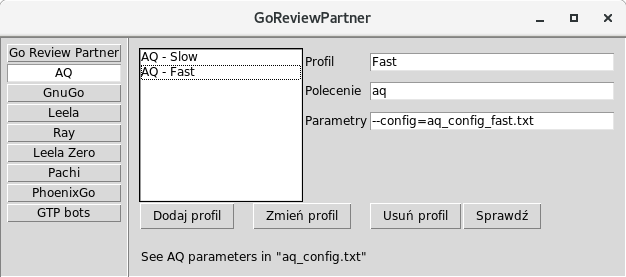 GoReviewPartner
Go Review Partner
AQ
GnuGo
Leela
Ray
Leela Zero
Pachi
PhoenixGo
GTP bots
AQ - Slow
AQ - Fast
Profil
Fast
Polecenie
aq
Parametry
--config=aq_config_fast.txt
Dodaj profil
Zmień profil
Usuń profil
Sprawdź
See AQ parameters in "aq_config.txt"